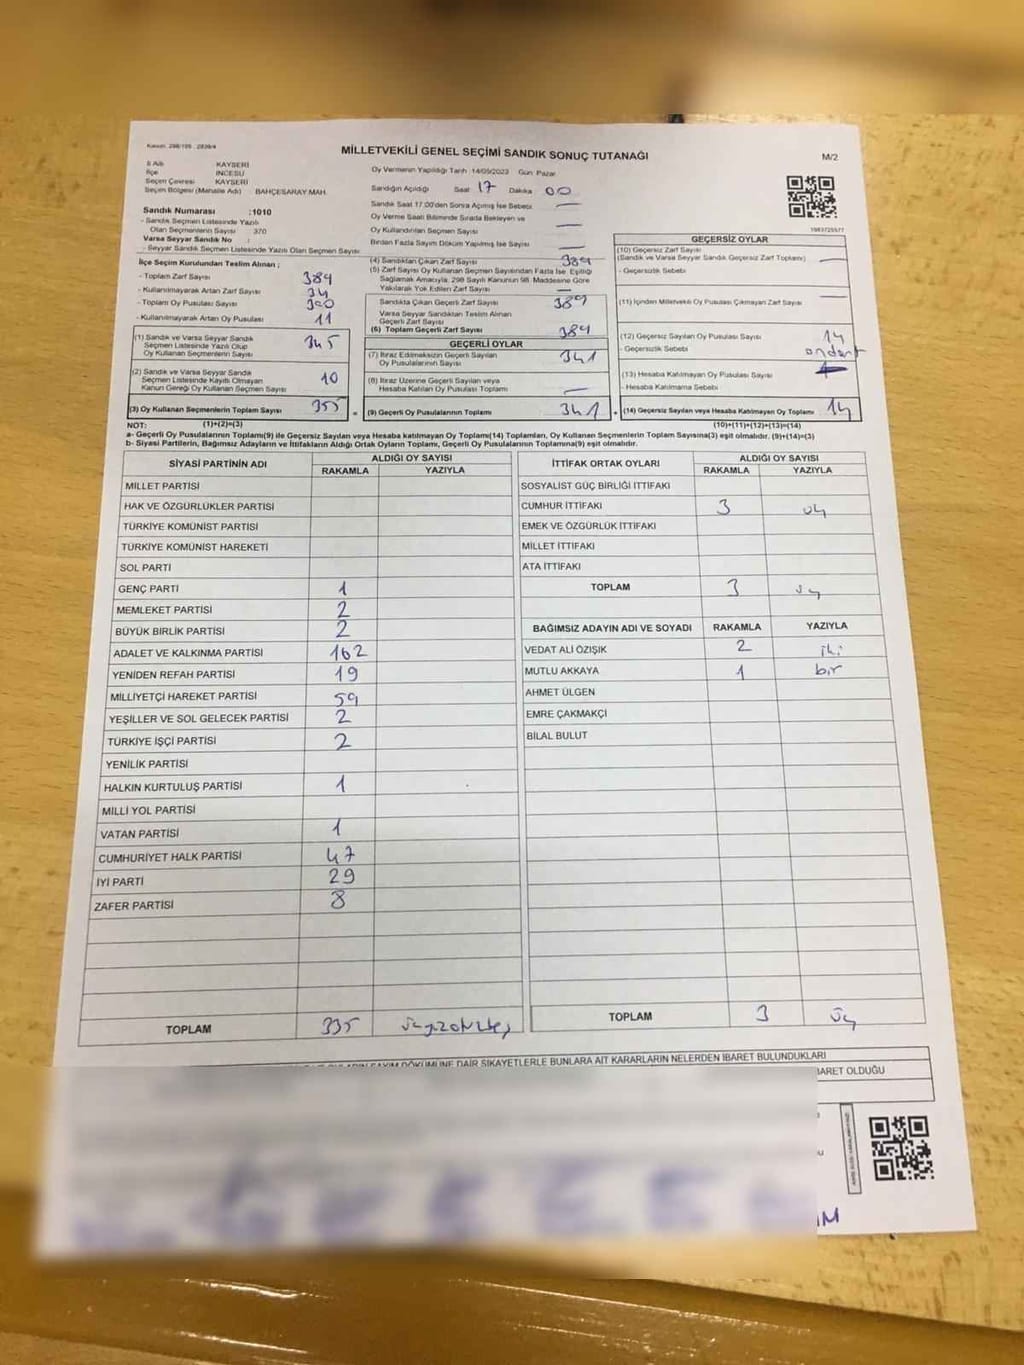 Kanun: 298/105 : 2839/4
MİLLETVEKİLİ GENEL SEÇİMİ SANDIK SONUÇ TUTANAĞI
M/2
İl Adı KAYSERİ
İlçe İNCESU
Seçim Çevresi KAYSERİ
Seçim Bölgesi (Mahalle Adı) BAHÇESARAY MAH.
Sandık Numarası :1010
- Sandık Seçmen Listesinde Yazılı
Olan Seçmenlerin Sayısı 370
Varsa Seyyar Sandık No :
- Seyyar Sandık Seçmen Listesinde Yazılı Olan Seçmen Sayısı
Oy Vermenin Yapıldığı Tarih 14/05/2023 Gün Pazar
Sandığın Açıldığı Saat 17 Dakika 00
Sandık Saat 17:00'den Sonra Açılmış İse Sebebi —
Oy Verme Saati Bitiminde Sırada Bekleyen ve
Oy Kullandırılan Seçmen Sayısı —
Birden Fazla Sayım Döküm Yapılmış İse Sayısı —
İlçe Seçim Kurulundan Teslim Alınan ;
- Toplam Zarf Sayısı 389
- Kullanılmayarak Artan Zarf Sayısı 34
- Toplam Oy Pusulası Sayısı
- Kullanılmayarak Artan Oy Pusulası 11
(1) Sandık ve Varsa Seyyar Sandık
Seçmen Listesinde Yazılı Olup
Oy Kullanan Seçmenlerin Sayısı 345
(2) Sandık ve Varsa Seyyar Sandık
Seçmen Listesinde Kayıtlı Olmayan
Kanun Gereği Oy Kullanan Seçmen Sayısı 10
(3) Oy Kullanan Seçmenlerin Toplam Sayısı 355
(1)+(2)=(3)
(4) Sandıktan Çıkan Zarf Sayısı 389
(5) Zarf Sayısı Oy Kullanan Seçmen Sayısından Fazla İse, Eşitliği
Sağlamak Amacıyla, 298 Sayılı Kanunun 98. Maddesine Göre
Yakılarak Yok Edilen Zarf Sayısı —
Sandıkta Çıkan Geçerli Zarf Sayısı 389
Varsa Seyyar Sandıktan Teslim Alınan
Geçerli Zarf Sayısı
(6) Toplam Geçerli Zarf Sayısı 389
GEÇERLİ OYLAR
(7) İtiraz Edilmeksizin Geçerli Sayılan
Oy Pusulalarının Sayısı 341
(8) İtiraz Üzerine Geçerli Sayılan veya
Hesaba Katılan Oy Pusulası Toplamı —
= (9) Geçerli Oy Pusulalarının Toplamı 341
1083725577
GEÇERSİZ OYLAR
(10) Geçersiz Zarf Sayısı
(Sandık ve Varsa Seyyar Sandık Geçersiz Zarf Toplamı) —
- Geçersizlik Sebebi
(11) İçinden Milletvekili Oy Pusulası Çıkmayan Zarf Sayısı —
(12) Geçersiz Sayılan Oy Pusulası Sayısı 14
- Geçersizlik Sebebi ondört
(13) Hesaba Katılmayan Oy Pusulası Sayısı
- Hesaba Katılmama Sebebi
+ (14) Geçersiz Sayılan veya Hesaba Katılmayan Oy Toplamı 14
(10)+(11)+(12)+(13)=(14)
NOT:
a- Geçerli Oy Pusulalarının Toplamı(9) ile Geçersiz Sayılan veya Hesaba katılmayan Oy Toplamı(14) Toplamları, Oy Kullanan Seçmenlerin Toplam Sayısına(3) eşit olmalıdır. (9)+(14)=(3)
b- Siyasi Partilerin, Bağımsız Adayların ve İttifakların Aldığı Ortak Oyların Toplamı, Geçerli Oy Pusulalarının Toplamına(9) eşit olmalıdır.
SİYASİ PARTİNİN ADI ALDIĞI OY SAYISI
RAKAMLA YAZIYLA
MİLLET PARTİSİ
HAK VE ÖZGÜRLÜKLER PARTİSİ
TÜRKİYE KOMÜNİST PARTİSİ
TÜRKİYE KOMÜNİST HAREKETİ
SOL PARTİ
GENÇ PARTİ 1
MEMLEKET PARTİSİ 2
BÜYÜK BİRLİK PARTİSİ 2
ADALET VE KALKINMA PARTİSİ 162
YENİDEN REFAH PARTİSİ 19
MİLLİYETÇİ HAREKET PARTİSİ 59
YEŞİLLER VE SOL GELECEK PARTİSİ 2
TÜRKİYE İŞÇİ PARTİSİ 2
YENİLİK PARTİSİ
HALKIN KURTULUŞ PARTİSİ 1
MİLLİ YOL PARTİSİ
VATAN PARTİSİ 1
CUMHURİYET HALK PARTİSİ 47
İYİ PARTİ 29
ZAFER PARTİSİ 8
TOPLAM 335
İTTİFAK ORTAK OYLARI ALDIĞI OY SAYISI
RAKAMLA YAZIYLA
SOSYALİST GÜÇ BİRLİĞİ İTTİFAKI
CUMHUR İTTİFAKI 3 üç
EMEK VE ÖZGÜRLÜK İTTİFAKI
MİLLET İTTİFAKI
ATA İTTİFAKI
TOPLAM 3 üç
BAĞIMSIZ ADAYIN ADI VE SOYADI RAKAMLA YAZIYLA
VEDAT ALİ ÖZIŞIK 2 iki
MUTLU AKKAYA 1 bir
AHMET ÜLGEN
EMRE ÇAKMAKÇİ
BİLAL BULUT
TOPLAM 3 üç
SAYIM DÖKÜMÜNE DAİR ŞİKAYETLERLE BUNLARA AİT KARARLARIN NELERDEN İBARET BULUNDUKLARI
İBARET OLDUĞU